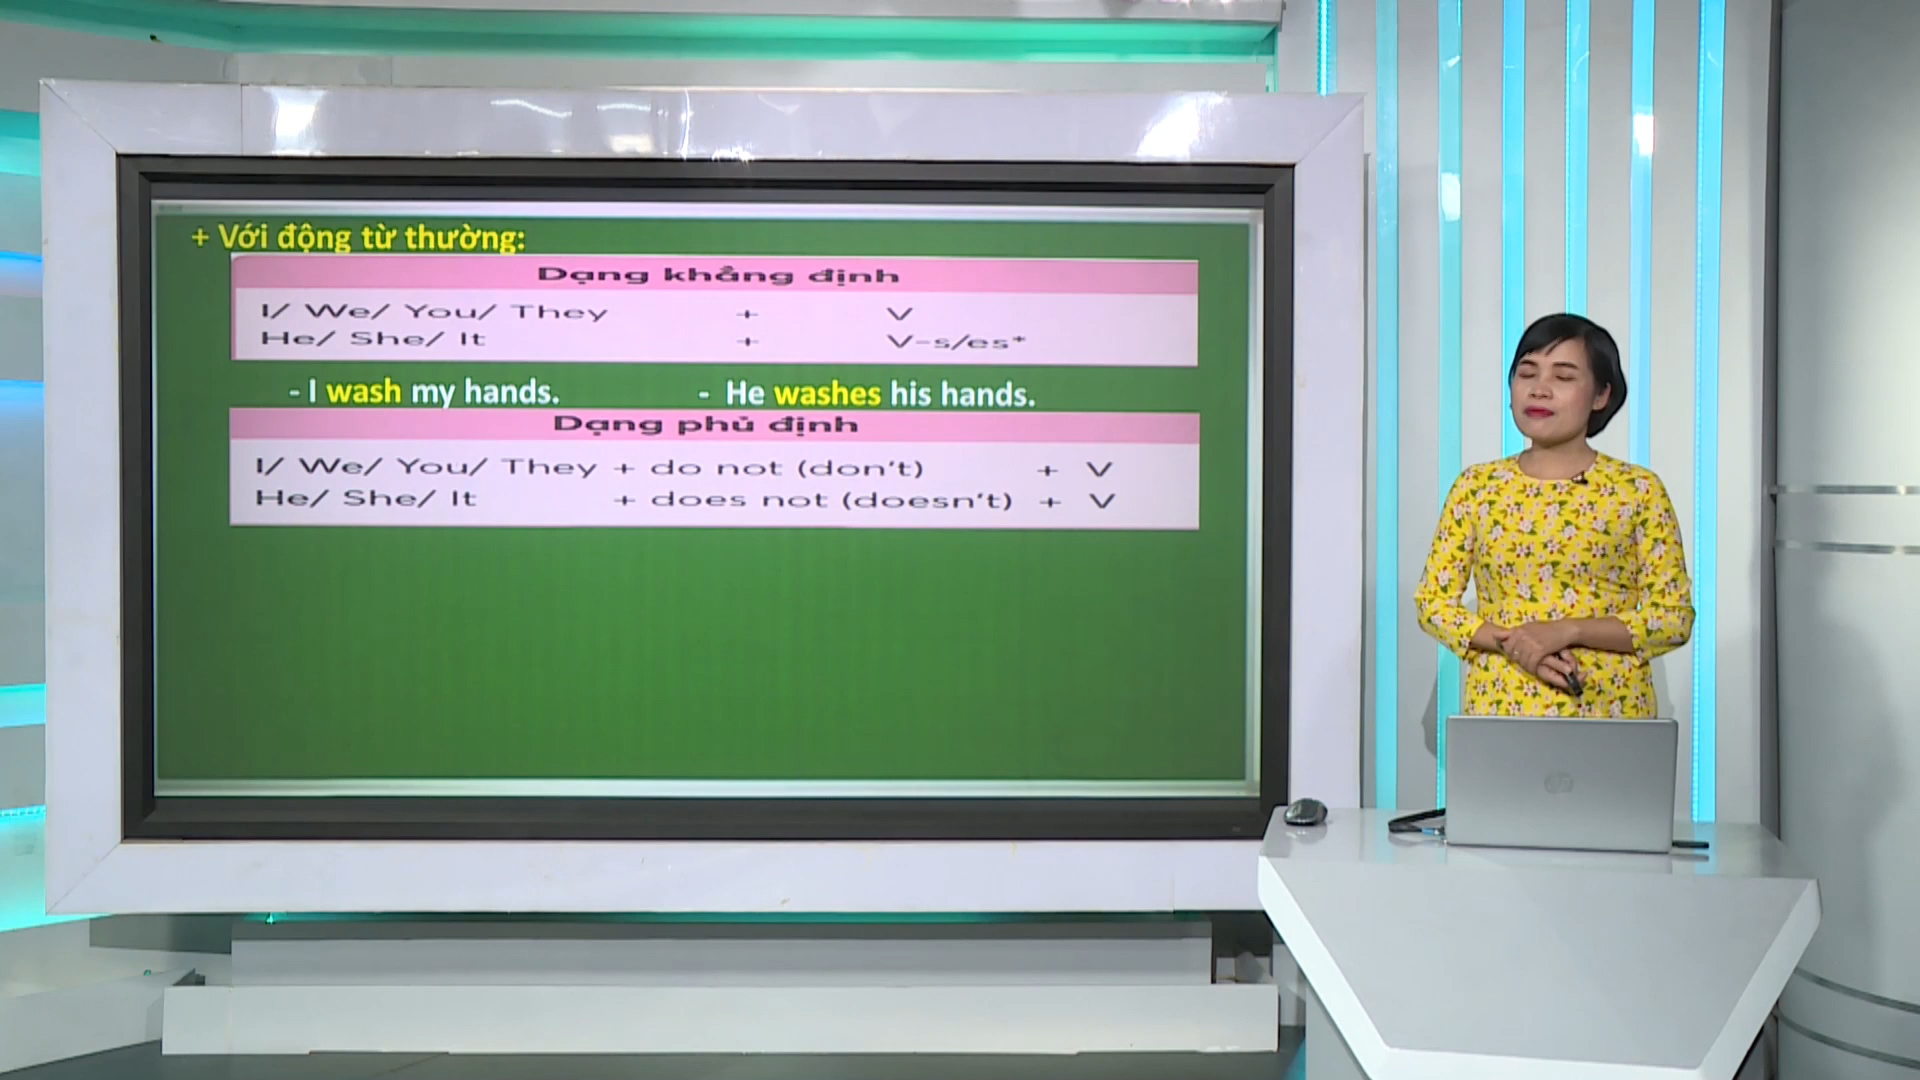 + Với động từ thường:
Dạng khẳng định
I/ We/ You/ They + V
He/ She/ It + V-s/es*
- I wash my hands. - He washes his hands.
Dạng phủ định
I/ We/ You/ They + do not (don't) + V
He/ She/ It + does not (doesn't) + V
hp